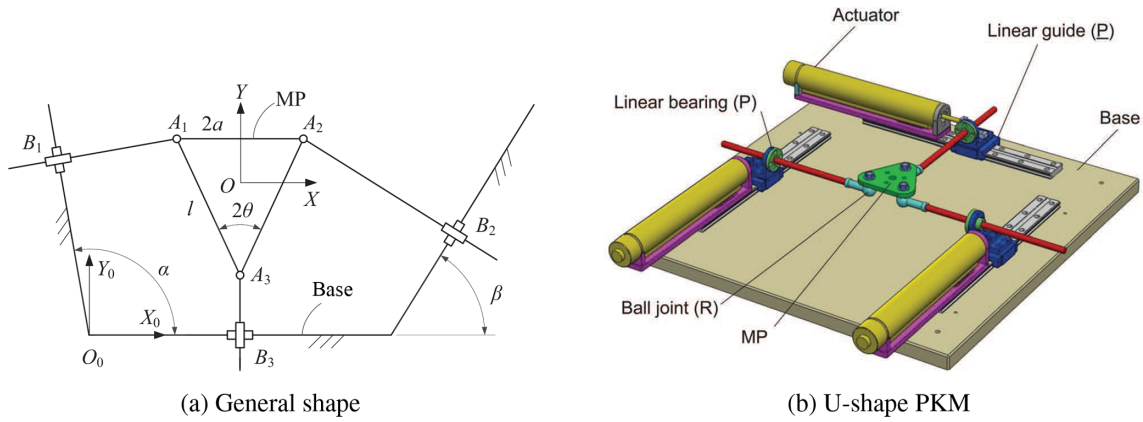 Y
MP
A₁
2a
A₂
B₁
O
X
l
2θ
B₂
α
Y₀
A₃
β
X₀
Base
O₀
B₃
(a) General shape
Actuator
Linear guide (P)
Linear bearing (P)
Base
Ball joint (R)
MP
(b) U-shape PKM